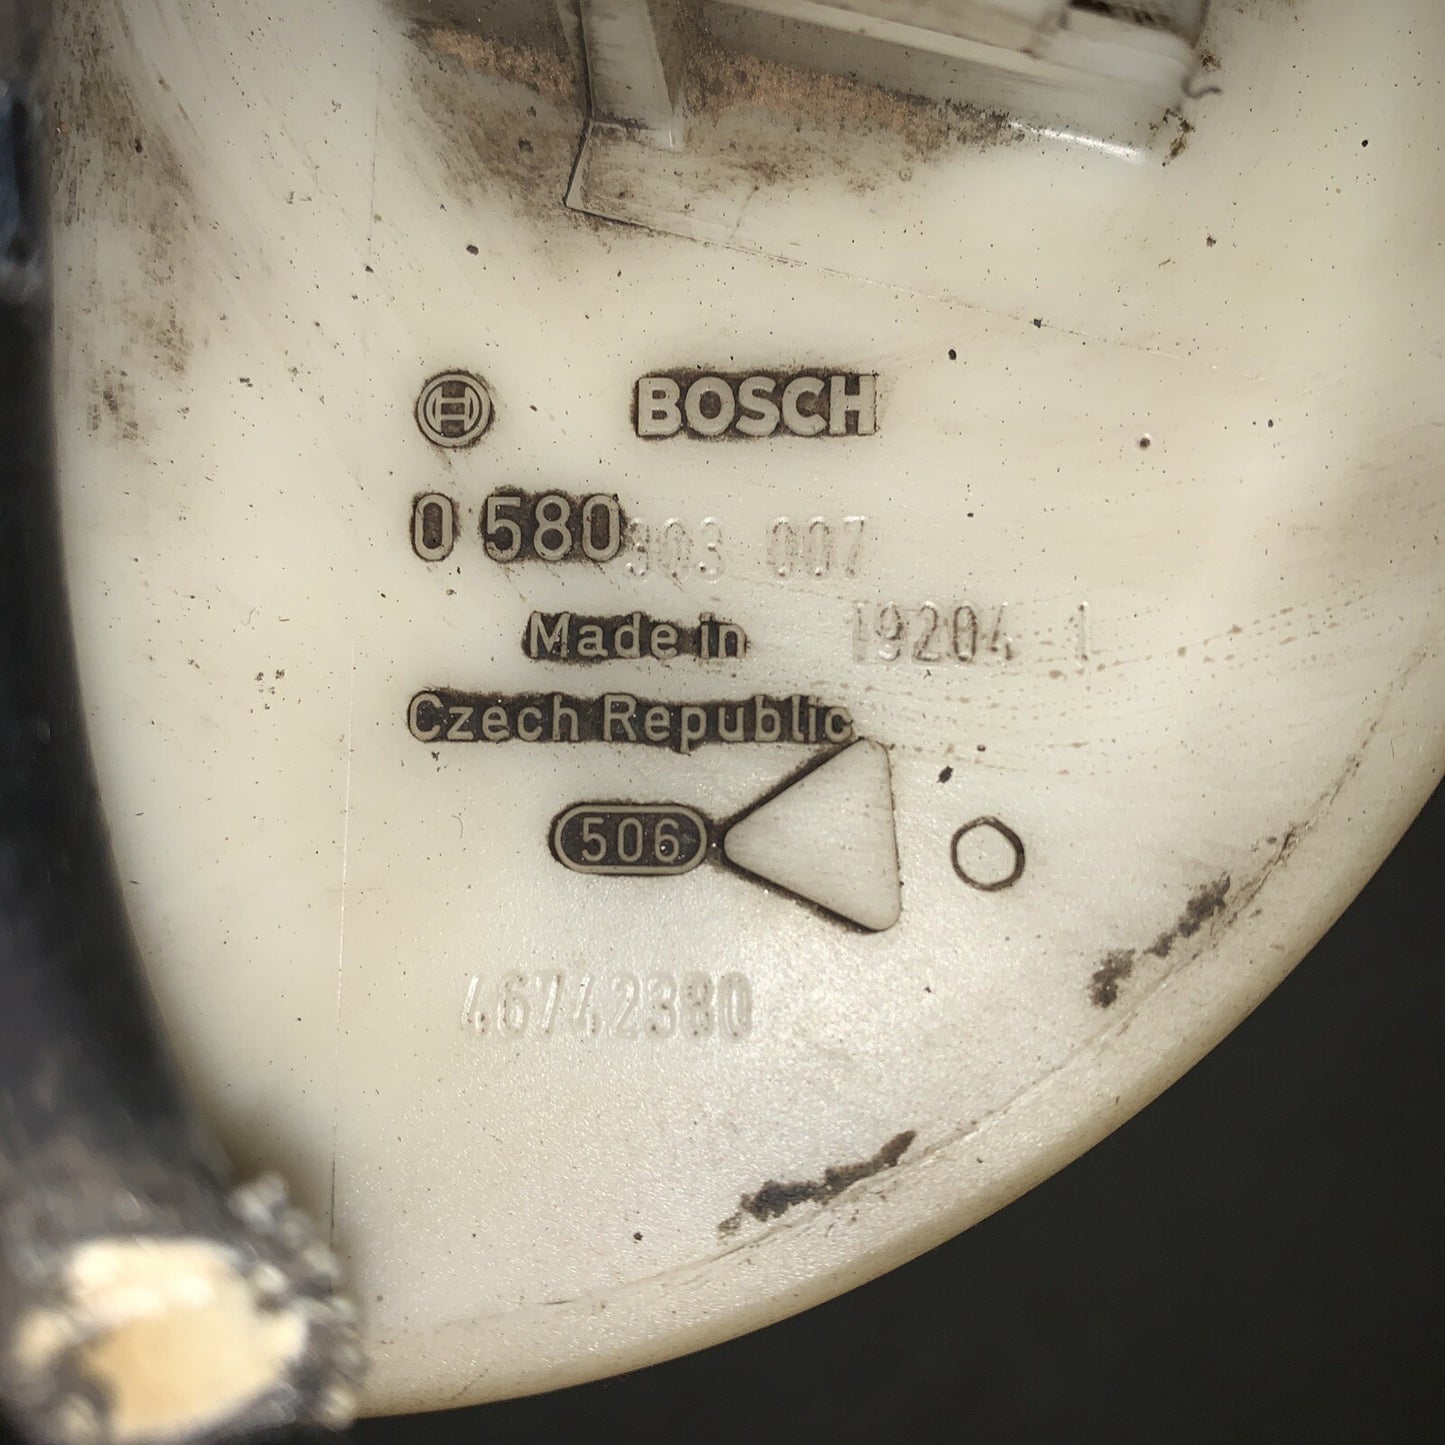 BOSCH
0 580 303 007
Made in 19204 1
Czech Republic
506
46742380